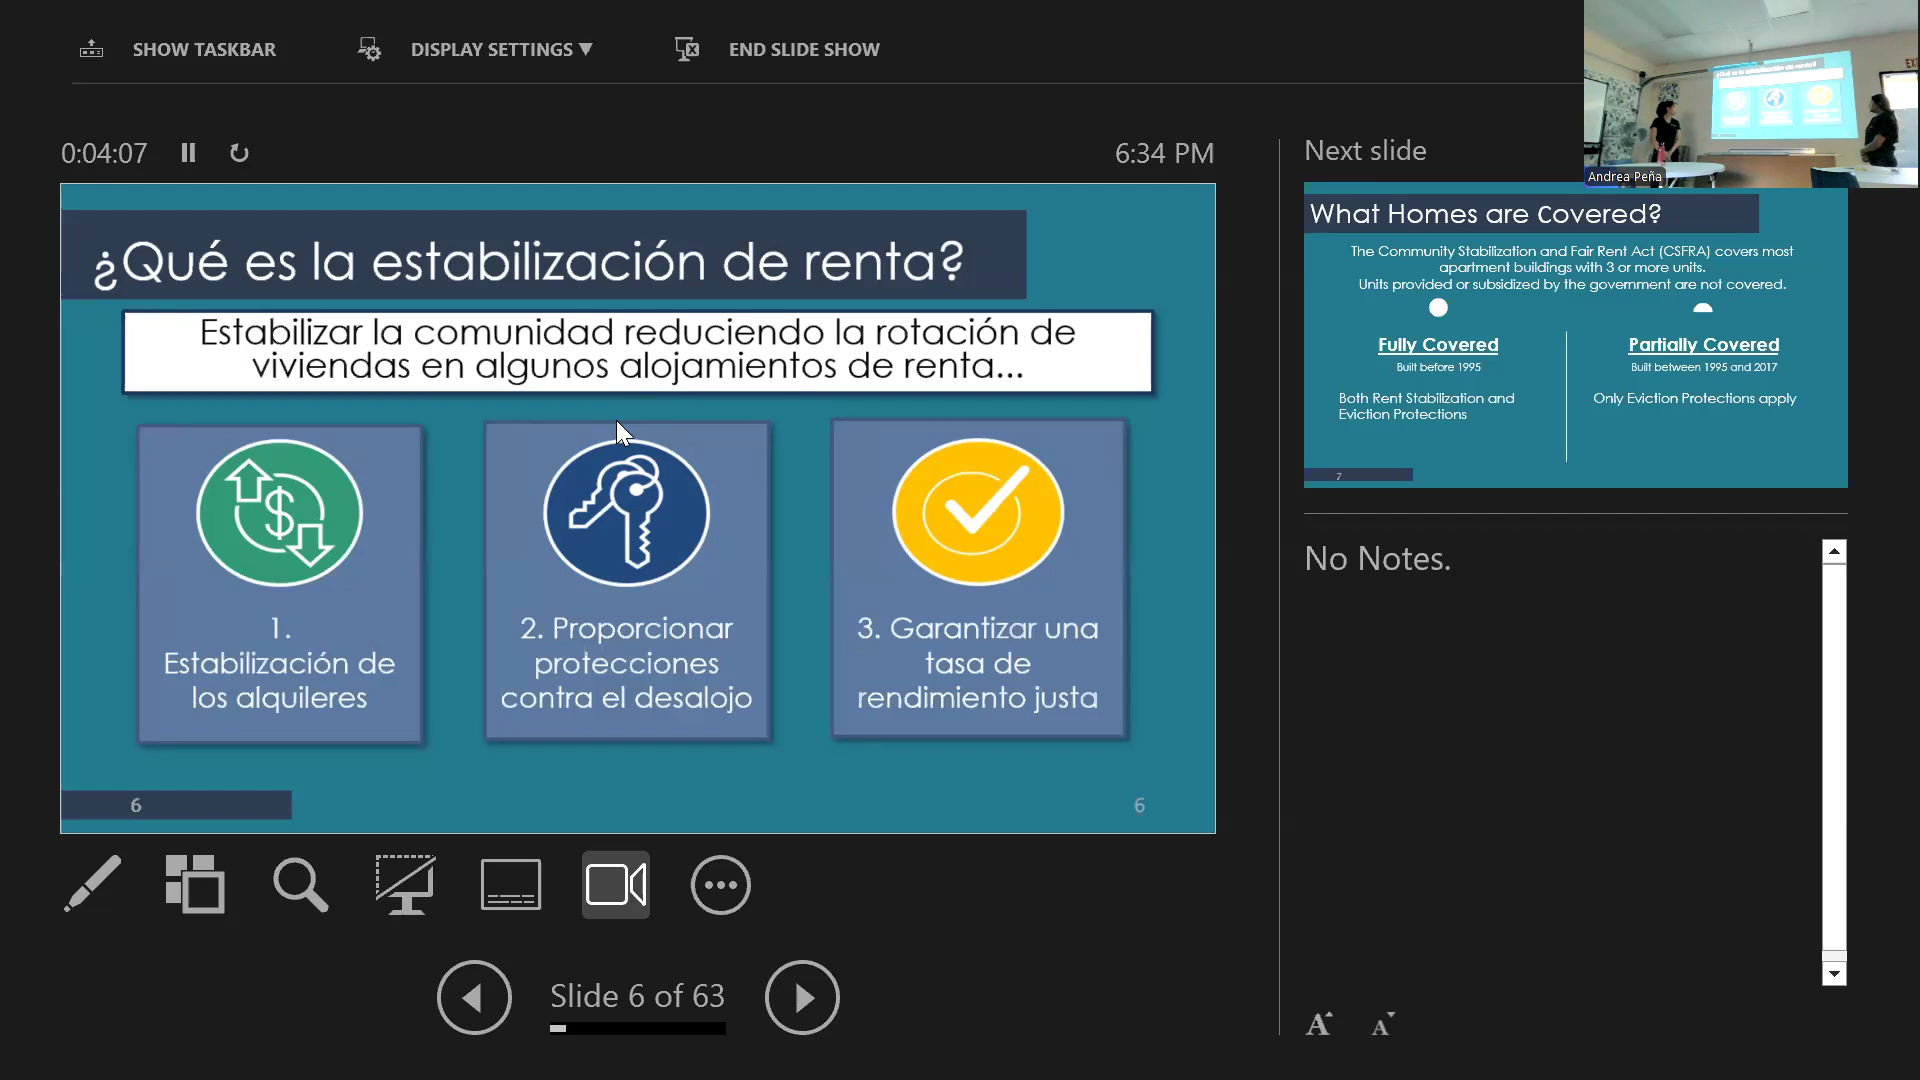 SHOW TASKBAR
DISPLAY SETTINGS ▼
END SLIDE SHOW
0:04:07
6:34 PM
¿Qué es la estabilización de renta?
Estabilizar la comunidad reduciendo la rotación de
viviendas en algunos alojamientos de renta...
1.
Estabilización de
los alquileres
2. Proporcionar
protecciones
contra el desalojo
3. Garantizar una
tasa de
rendimiento justa
6
6
Slide 6 of 63
Next slide
Andrea Peña
¿Qué es la estabilización de renta?
What Homes are Covered?
The Community Stabilization and Fair Rent Act (CSFRA) covers most
apartment buildings with 3 or more units.
Units provided or subsidized by the government are not covered.
Fully Covered
Built before 1995
Both Rent Stabilization and
Eviction Protections
Partially Covered
Built between 1995 and 2017
Only Eviction Protections apply
7
No Notes.
A
A